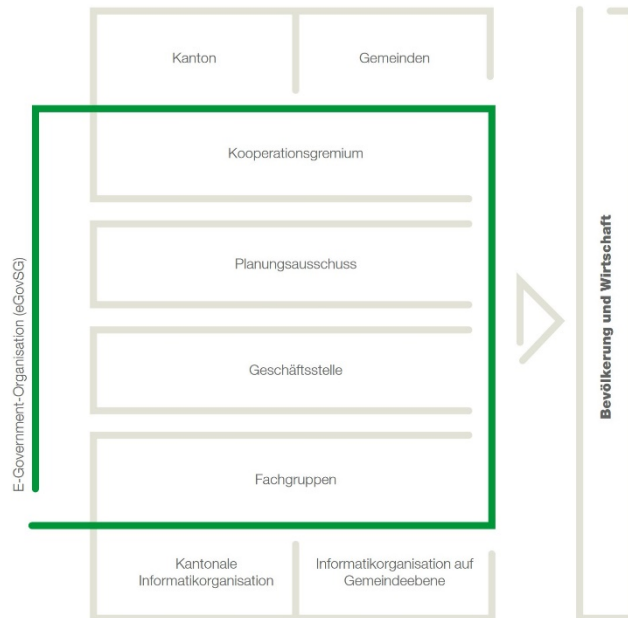 Kanton
Gemeinden
Kooperationsgremium
Planungsausschuss
Geschäftsstelle
Fachgruppen
Kantonale
Informatikorganisation
Informatikorganisation auf
Gemeindeebene
E-Government-Organisation (eGovSG)
Bevölkerung und Wirtschaft